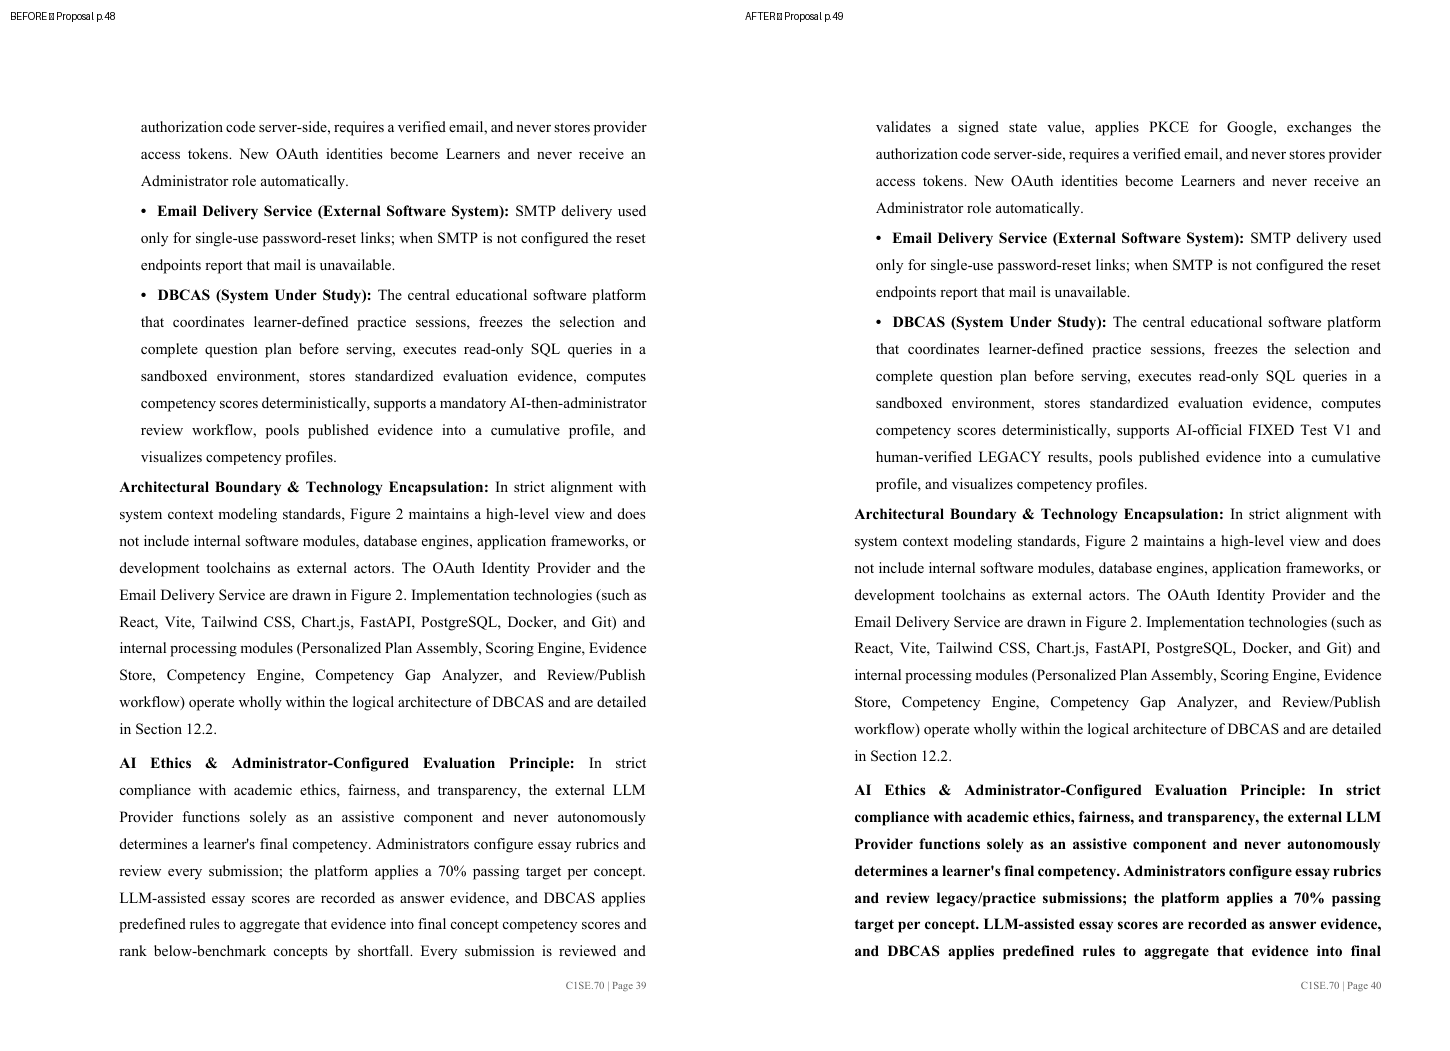 BEFORE Proposal p.48
authorization code server-side, requires a verified email, and never stores provider
access tokens. New OAuth identities become Learners and never receive an
Administrator role automatically.
• Email Delivery Service (External Software System): SMTP delivery used
only for single-use password-reset links; when SMTP is not configured the reset
endpoints report that mail is unavailable.
• DBCAS (System Under Study): The central educational software platform
that coordinates learner-defined practice sessions, freezes the selection and
complete question plan before serving, executes read-only SQL queries in a
sandboxed environment, stores standardized evaluation evidence, computes
competency scores deterministically, supports a mandatory AI-then-administrator
review workflow, pools published evidence into a cumulative profile, and
visualizes competency profiles.
Architectural Boundary & Technology Encapsulation: In strict alignment with
system context modeling standards, Figure 2 maintains a high-level view and does
not include internal software modules, database engines, application frameworks, or
development toolchains as external actors. The OAuth Identity Provider and the
Email Delivery Service are drawn in Figure 2. Implementation technologies (such as
React, Vite, Tailwind CSS, Chart.js, FastAPI, PostgreSQL, Docker, and Git) and
internal processing modules (Personalized Plan Assembly, Scoring Engine, Evidence
Store, Competency Engine, Competency Gap Analyzer, and Review/Publish
workflow) operate wholly within the logical architecture of DBCAS and are detailed
in Section 12.2.
AI Ethics & Administrator-Configured Evaluation Principle: In strict
compliance with academic ethics, fairness, and transparency, the external LLM
Provider functions solely as an assistive component and never autonomously
determines a learner's final competency. Administrators configure essay rubrics and
review every submission; the platform applies a 70% passing target per concept.
LLM-assisted essay scores are recorded as answer evidence, and DBCAS applies
predefined rules to aggregate that evidence into final concept competency scores and
rank below-benchmark concepts by shortfall. Every submission is reviewed and
C1SE.70 | Page 39
AFTER Proposal p.49
validates a signed state value, applies PKCE for Google, exchanges the
authorization code server-side, requires a verified email, and never stores provider
access tokens. New OAuth identities become Learners and never receive an
Administrator role automatically.
• Email Delivery Service (External Software System): SMTP delivery used
only for single-use password-reset links; when SMTP is not configured the reset
endpoints report that mail is unavailable.
• DBCAS (System Under Study): The central educational software platform
that coordinates learner-defined practice sessions, freezes the selection and
complete question plan before serving, executes read-only SQL queries in a
sandboxed environment, stores standardized evaluation evidence, computes
competency scores deterministically, supports AI-official FIXED Test V1 and
human-verified LEGACY results, pools published evidence into a cumulative
profile, and visualizes competency profiles.
Architectural Boundary & Technology Encapsulation: In strict alignment with
system context modeling standards, Figure 2 maintains a high-level view and does
not include internal software modules, database engines, application frameworks, or
development toolchains as external actors. The OAuth Identity Provider and the
Email Delivery Service are drawn in Figure 2. Implementation technologies (such as
React, Vite, Tailwind CSS, Chart.js, FastAPI, PostgreSQL, Docker, and Git) and
internal processing modules (Personalized Plan Assembly, Scoring Engine, Evidence
Store, Competency Engine, Competency Gap Analyzer, and Review/Publish
workflow) operate wholly within the logical architecture of DBCAS and are detailed
in Section 12.2.
AI Ethics & Administrator-Configured Evaluation Principle: In strict
compliance with academic ethics, fairness, and transparency, the external LLM
Provider functions solely as an assistive component and never autonomously
determines a learner's final competency. Administrators configure essay rubrics
and review legacy/practice submissions; the platform applies a 70% passing
target per concept. LLM-assisted essay scores are recorded as answer evidence,
and DBCAS applies predefined rules to aggregate that evidence into final
C1SE.70 | Page 40